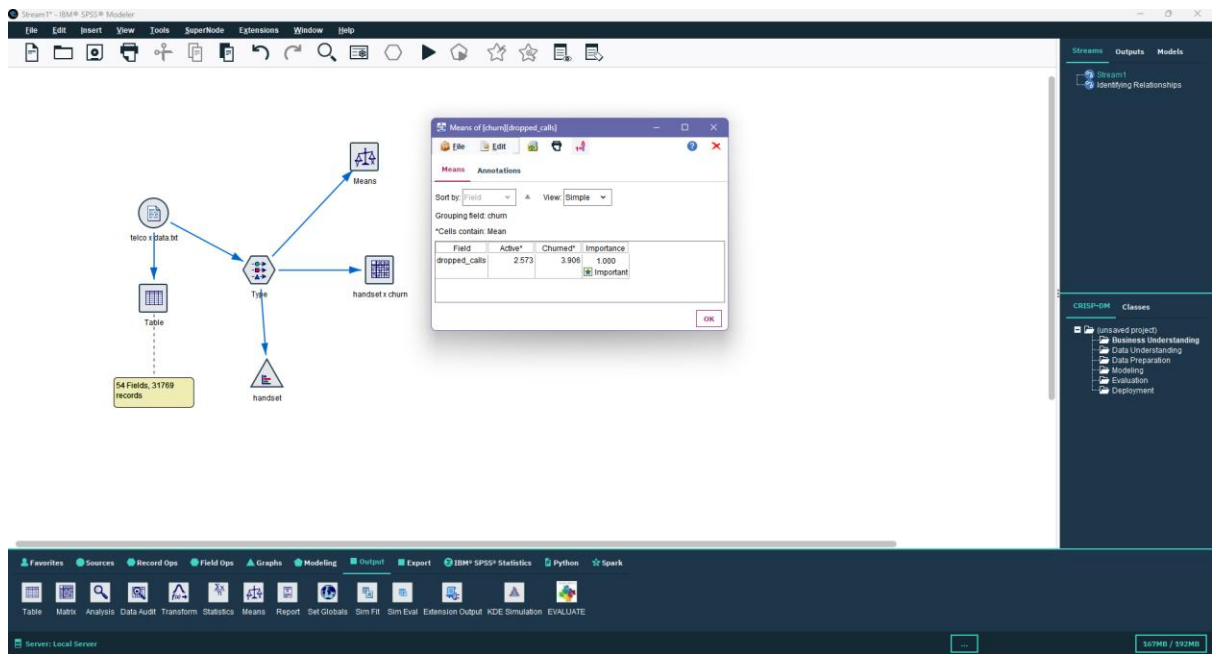 Stream1* - IBM® SPSS® Modeler
File Edit Insert View Tools SuperNode Extensions Window Help
Streams Outputs Models
Stream1
Identifying Relationships
Means of [churn][dropped_calls]
File Edit
Means Annotations
Sort by: Field View: Simple
Grouping field: churn
*Cells contain: Mean
Field Active* Churned* Importance
dropped_calls 2.573 3.906 1.000
Important
OK
Means
telco x data.txt
Type
handset x churn
Table
54 Fields, 31769
records
handset
CRISP-DM Classes
(unsaved project)
Business Understanding
Data Understanding
Data Preparation
Modeling
Evaluation
Deployment
Favorites Sources Record Ops Field Ops Graphs Modeling Output Export IBM® SPSS® Statistics Python Spark
Table Matrix Analysis Data Audit Transform Statistics Means Report Set Globals Sim Fit Sim Eval Extension Output KDE Simulation EVALUATE
Server: Local Server
... 167MB / 192MB